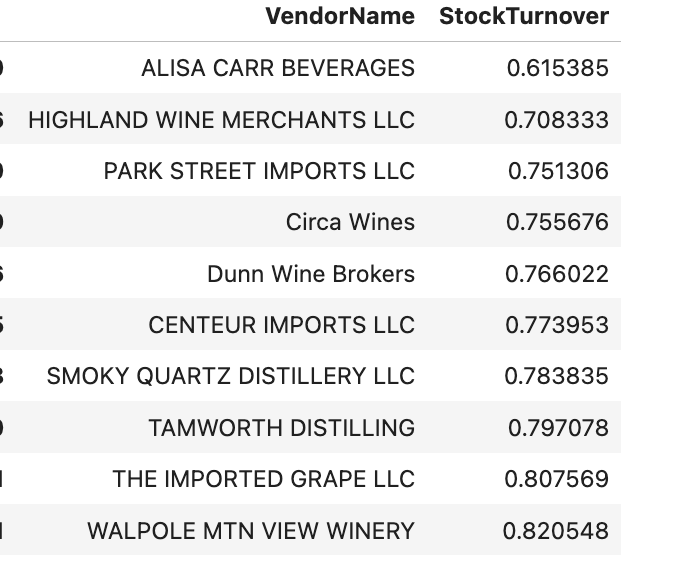 VendorName StockTurnover
ALISA CARR BEVERAGES 0.615385
HIGHLAND WINE MERCHANTS LLC 0.708333
PARK STREET IMPORTS LLC 0.751306
Circa Wines 0.755676
Dunn Wine Brokers 0.766022
CENTEUR IMPORTS LLC 0.773953
SMOKY QUARTZ DISTILLERY LLC 0.783835
TAMWORTH DISTILLING 0.797078
THE IMPORTED GRAPE LLC 0.807569
WALPOLE MTN VIEW WINERY 0.820548